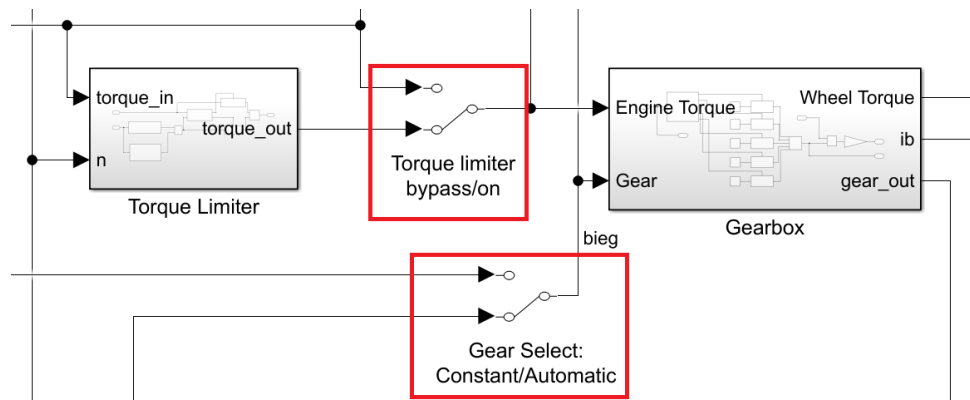 torque_in
torque_out
n
Torque Limiter
Torque limiter
bypass/on
Engine Torque
Wheel Torque
ib
Gear
gear_out
Gearbox
bieg
Gear Select:
Constant/Automatic